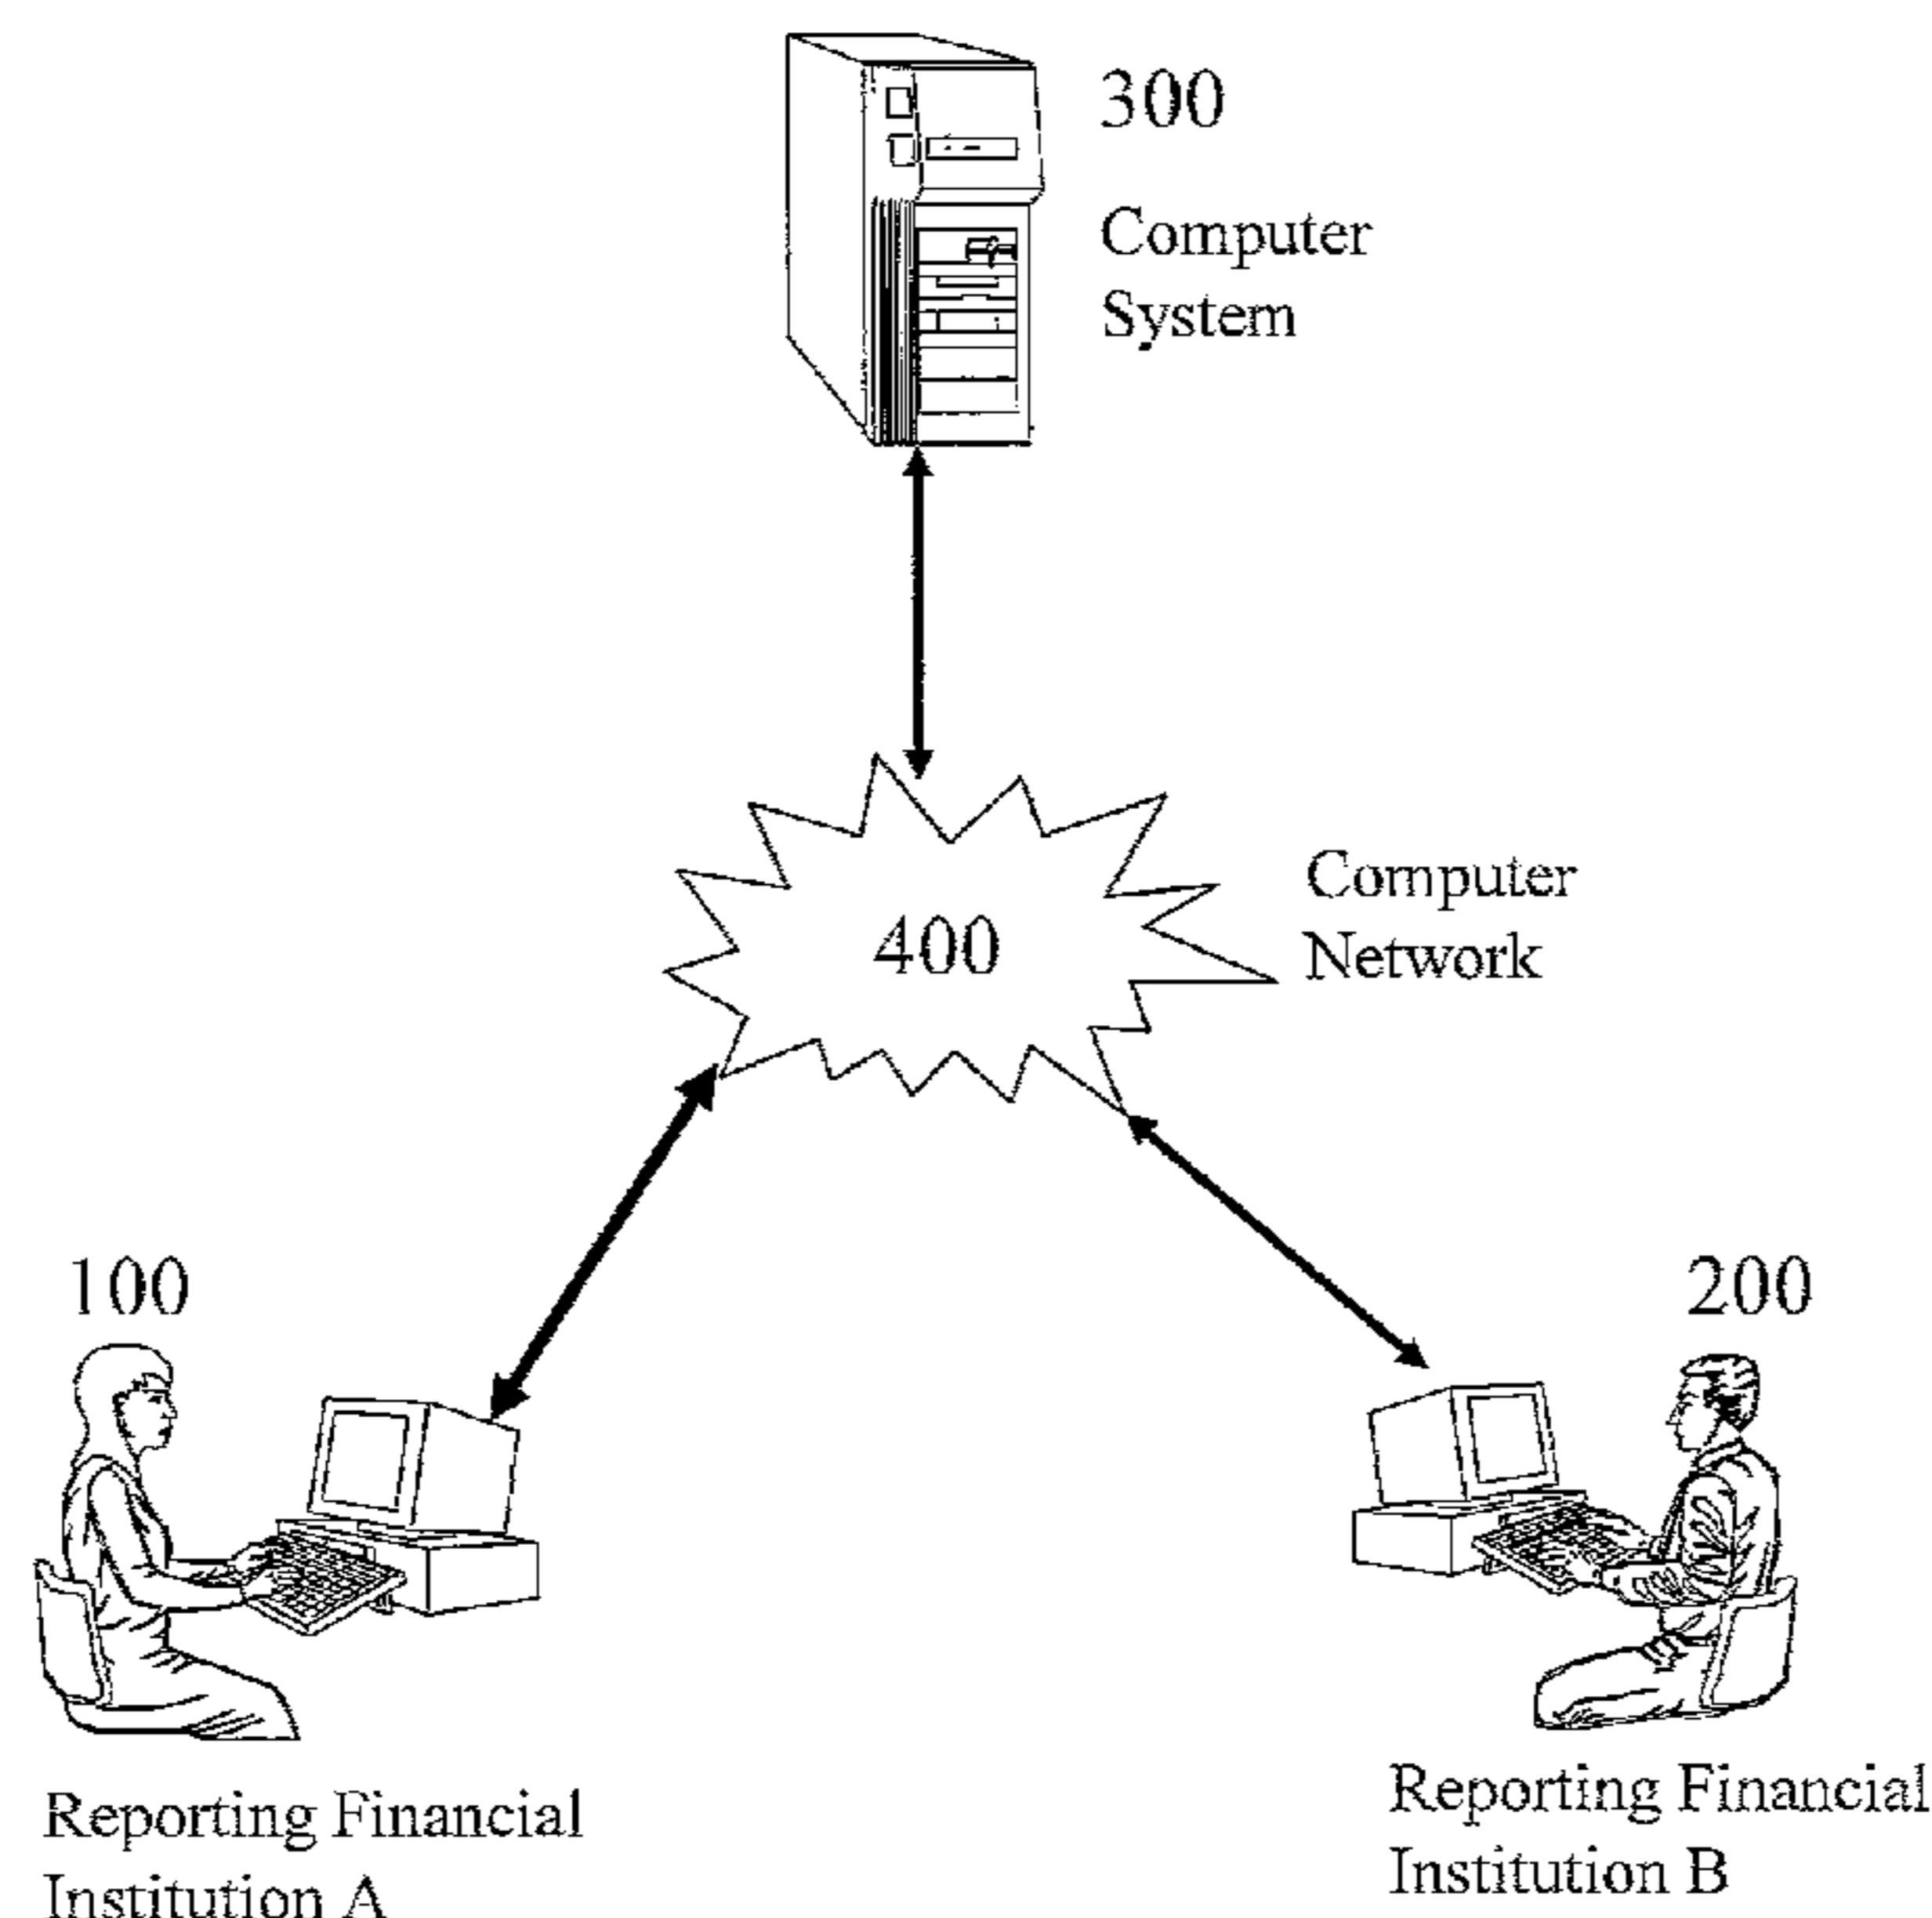 300
Computer
System
400
Computer
Network
100
200
Reporting Financial
Institution A
Reporting Financial
Institution B